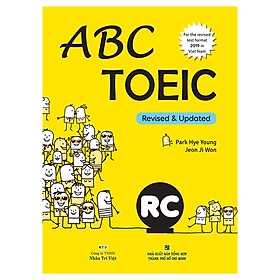 ABC
TOEIC
For the revised
test format
2019 in
Viet Nam
Revised & Updated
Park Hye Young
Jeon Ji Won
RC
NTV
Công ty TNHH
Nhân Trí Việt
NHÀ XUẤT BẢN TỔNG HỢP
THÀNH PHỐ HỒ CHÍ MINH